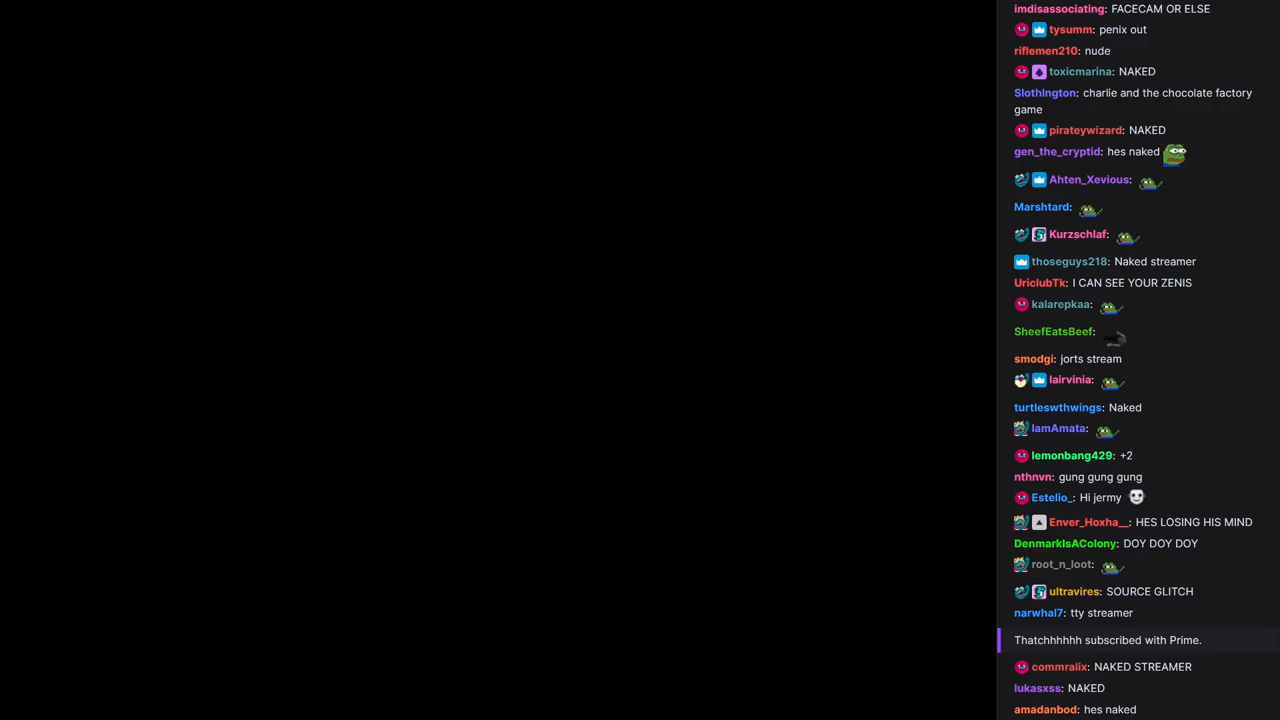 imdisassociating: FACECAM OR ELSE
tysumm: penix out
riflemen210: nude
toxicmarina: NAKED
SlothIngton: charlie and the chocolate factory
game
pirateywizard: NAKED
gen_the_cryptid: hes naked
Ahten_Xevious:
Marshtard:
Kurzschlaf:
thoseguys218: Naked streamer
UriclubTk: I CAN SEE YOUR ZENIS
kalarepkaa:
SheefEatsBeef:
smodgi: jorts stream
lairvinia:
turtleswthwings: Naked
IamAmata:
lemonbang429: +2
nthnvn: gung gung gung
Estelio_: Hi jermy
Enver_Hoxha__: HES LOSING HIS MIND
DenmarkIsAColony: DOY DOY DOY
root_n_loot:
ultravires: SOURCE GLITCH
narwhal7: tty streamer
Thatchhhhhh subscribed with Prime.
commralix: NAKED STREAMER
lukasxss: NAKED
amadanbod: hes naked